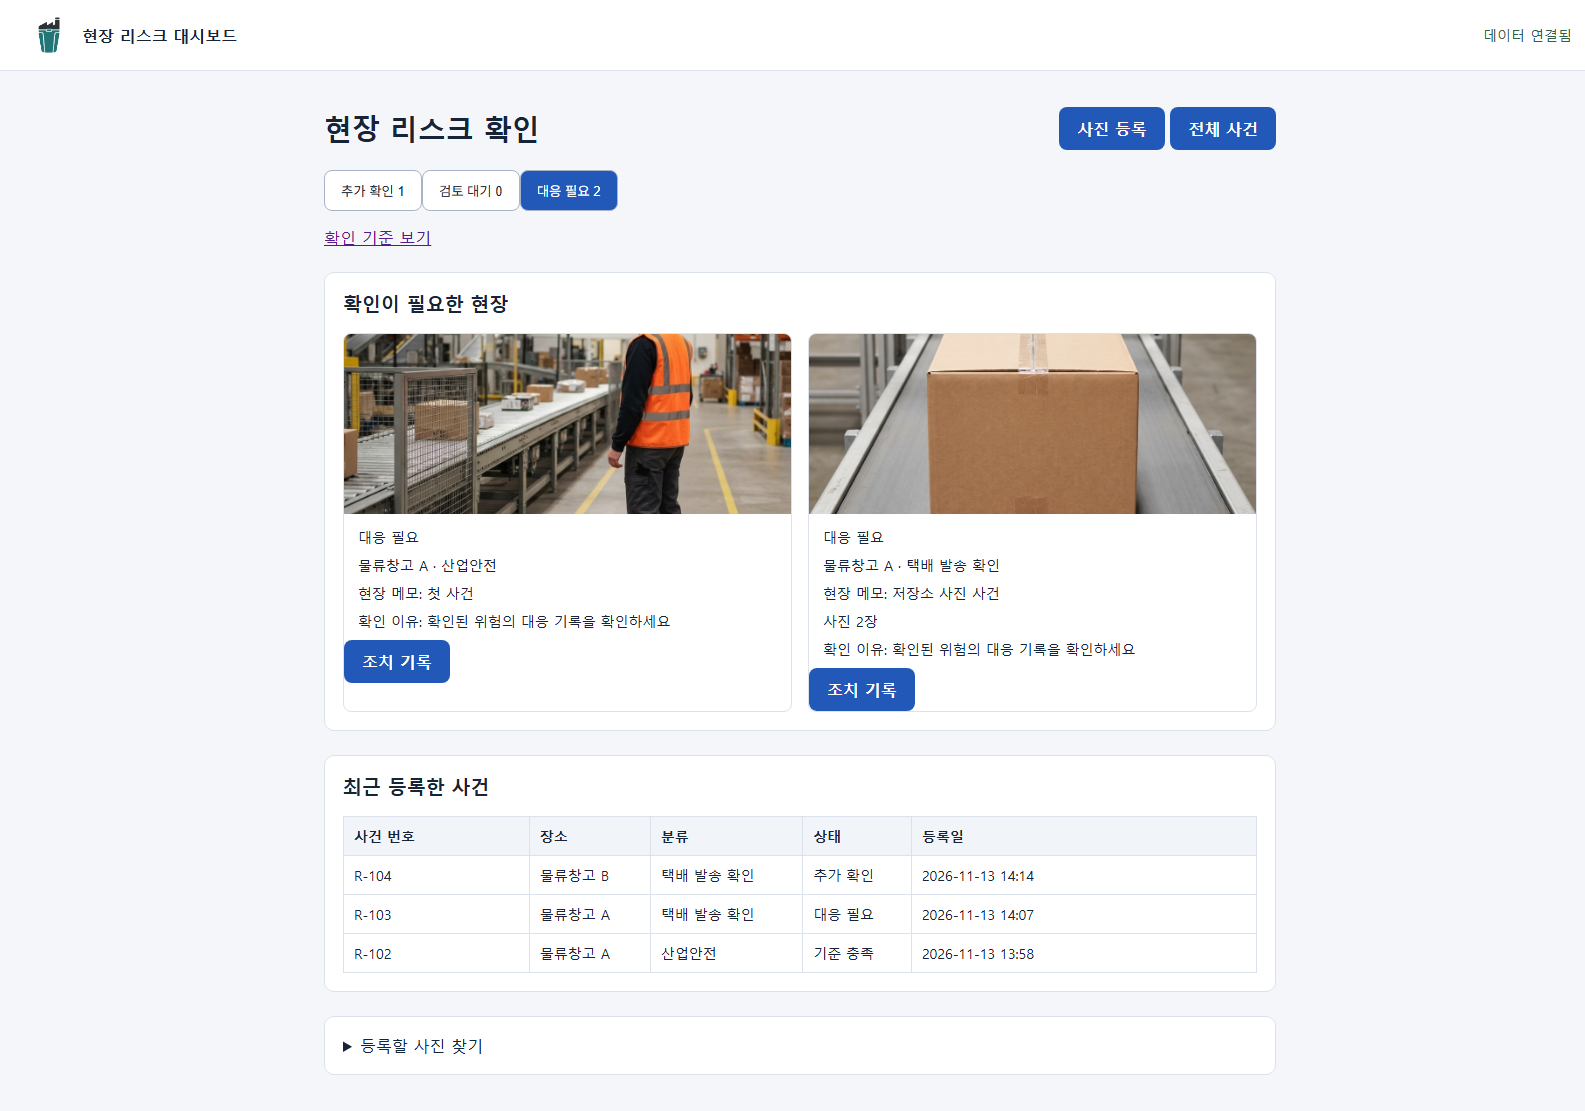 현장 리스크 대시보드
데이터 연결됨
현장 리스크 확인
사진 등록
전체 사건
추가 확인 1
검토 대기 0
대응 필요 2
확인 기준 보기
확인이 필요한 현장
대응 필요
물류창고 A · 산업안전
현장 메모: 첫 사건
확인 이유: 확인된 위험의 대응 기록을 확인하세요
조치 기록
대응 필요
물류창고 A · 택배 발송 확인
현장 메모: 저장소 사진 사건
사진 2장
확인 이유: 확인된 위험의 대응 기록을 확인하세요
조치 기록
최근 등록한 사건
사건 번호 장소 분류 상태 등록일
R-104 물류창고 B 택배 발송 확인 추가 확인 2026-11-13 14:14
R-103 물류창고 A 택배 발송 확인 대응 필요 2026-11-13 14:07
R-102 물류창고 A 산업안전 기준 충족 2026-11-13 13:58
▶ 등록할 사진 찾기